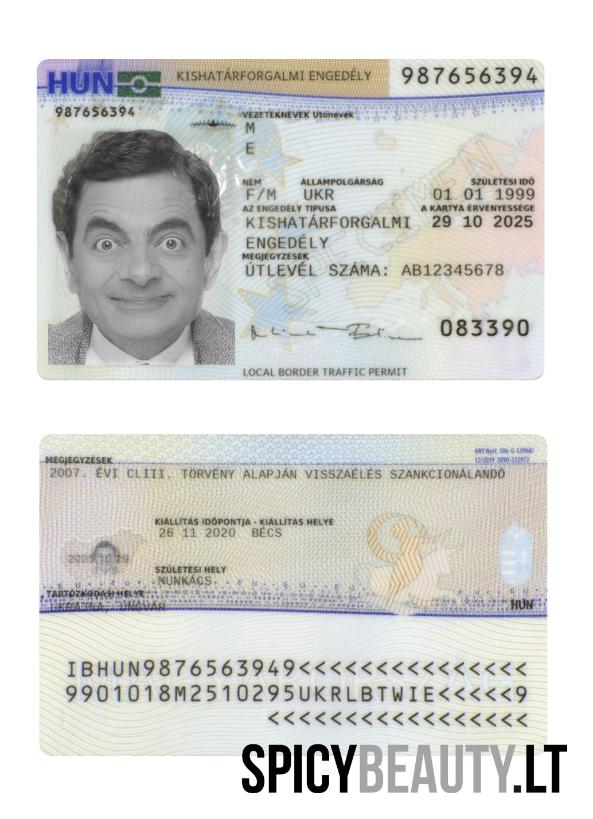 HUN
KISHATÁRFORGALMI ENGEDÉLY
987656394
987656394
VEZETÉKNEVEK Utónevek
M
E
NEM ÁLLAMPOLGÁRSÁG SZÜLETÉSI IDŐ
F/M UKR 01 01 1999
AZ ENGEDÉLY TÍPUSA A KÁRTYA ÉRVÉNYESSÉGE
KISHATÁRFORGALMI 29 10 2025
ENGEDÉLY
MEGJEGYZÉSEK
ÚTLEVÉL SZÁMA: AB12345678
083390
LOCAL BORDER TRAFFIC PERMIT
MEGJEGYZÉSEK
2007. ÉVI CLIII. TÖRVÉNY ALAPJÁN VISSZAÉLÉS SZANKCIONÁLANDÓ
KIÁLLÍTÁS IDŐPONTJA - KIÁLLÍTÁS HELYE
26 11 2020 BÉCS
SZÜLETÉSI HELY
MUNKÁCS
TARTÓZKODÁSI HELYE
UKRAJNA, UNGVÁR
HUN
IBHUN9876563949<<<<<<<<<<<<<<<
9901018M2510295UKRLBTWIE<<<<<9
<<<<<<<<<<<<<<<<<
SPICYBEAUTY.LT